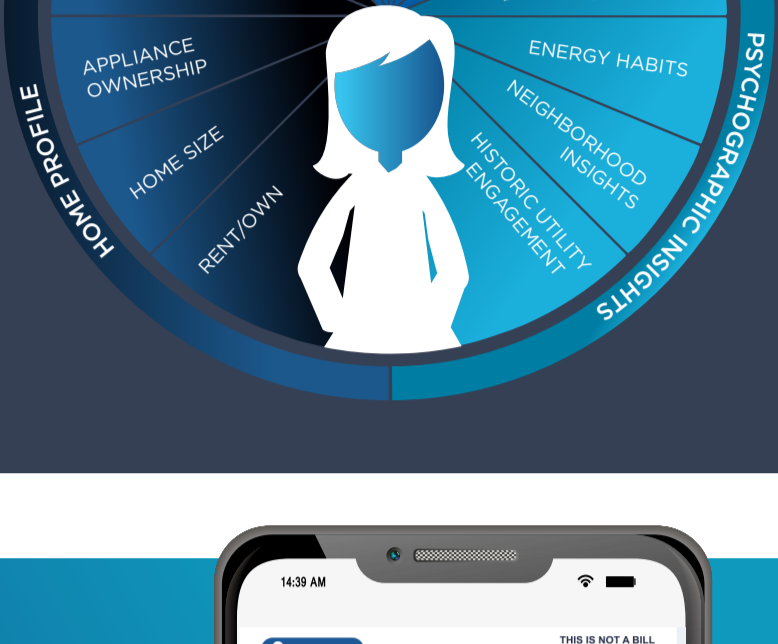 APPLIANCE
OWNERSHIP
HOME SIZE
RENT/OWN
HOME PROFILE
ENERGY HABITS
NEIGHBORHOOD
INSIGHTS
HISTORIC UTILITY
ENGAGEMENT
PSYCHOGRAPHIC INSIGHTS
14:39 AM
THIS IS NOT A BILL